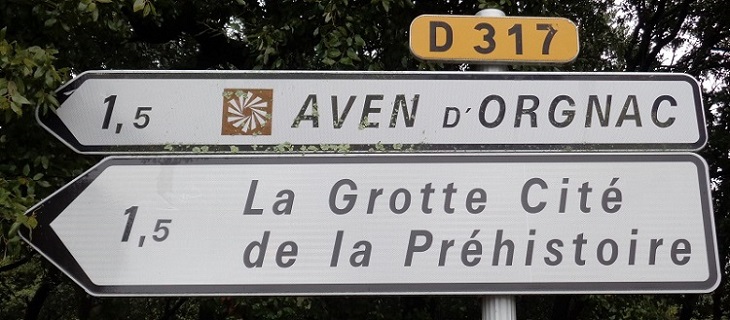 D 317
1,5 AVEN D'ORGNAC
La Grotte Cité
1,5
de la Préhistoire